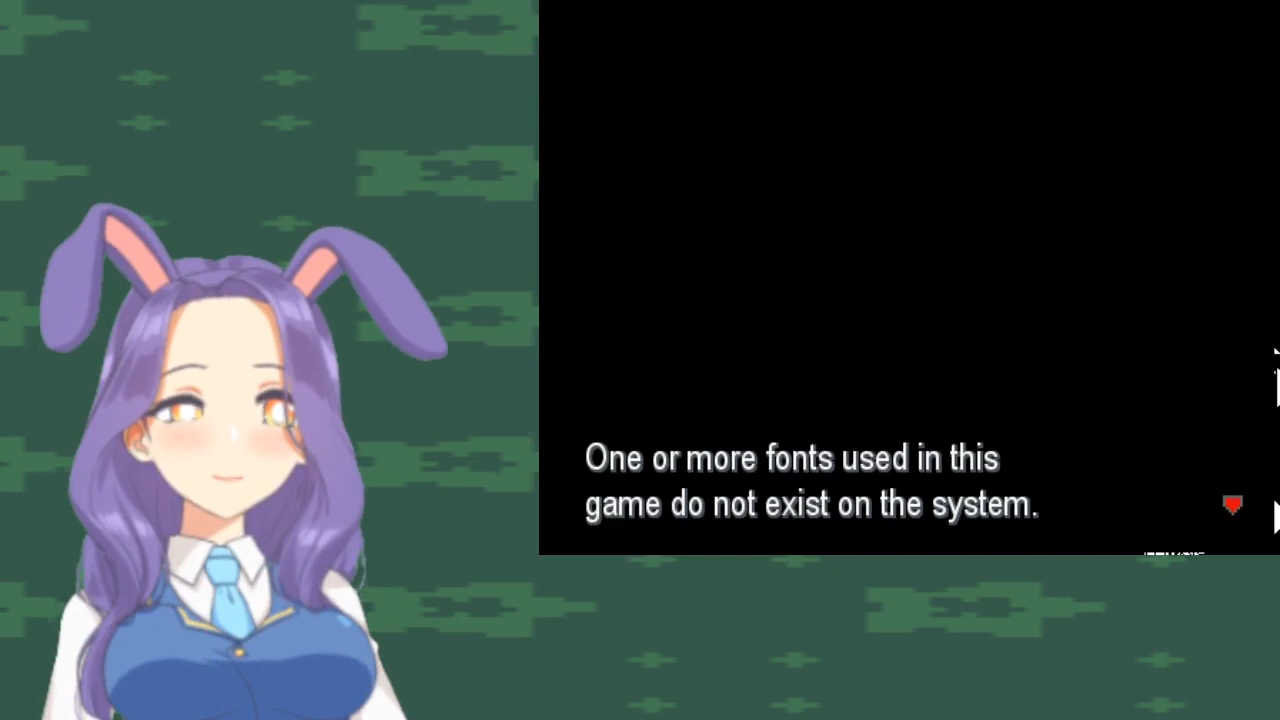 One or more fonts used in this
game do not exist on the system.